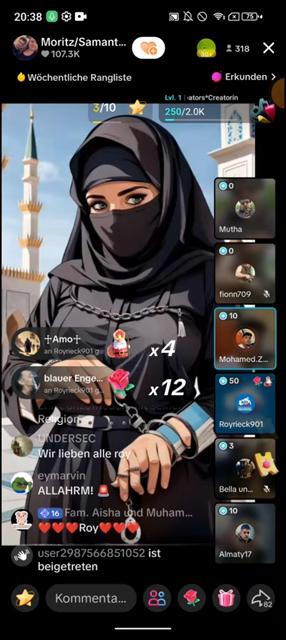 20:38
75
Moritz/Samant...
107.3K
30+
318
Wöchentliche Rangliste
Erkunden >
3/10
Lvl. 1
ators*Creatorin
250/2.0K
0
Mutha
0
fionn709
10
Mohamed.Z...
50
Royrieck901
3
Bella un...
10
Almaty17
☥Amo☥
an Royrieck901 g...
x4
blauer Enge...
an Royrieck901 g...
x12
Religion
UNDERSEC
Wir lieben alle roy
eymarvin
ALLAHRM! 🚨
16 Fam. Aisha und Muham...
❤️❤️❤️Roy❤️❤️❤️
user2987566851052 ist
beigetreten
Kommenta...
82